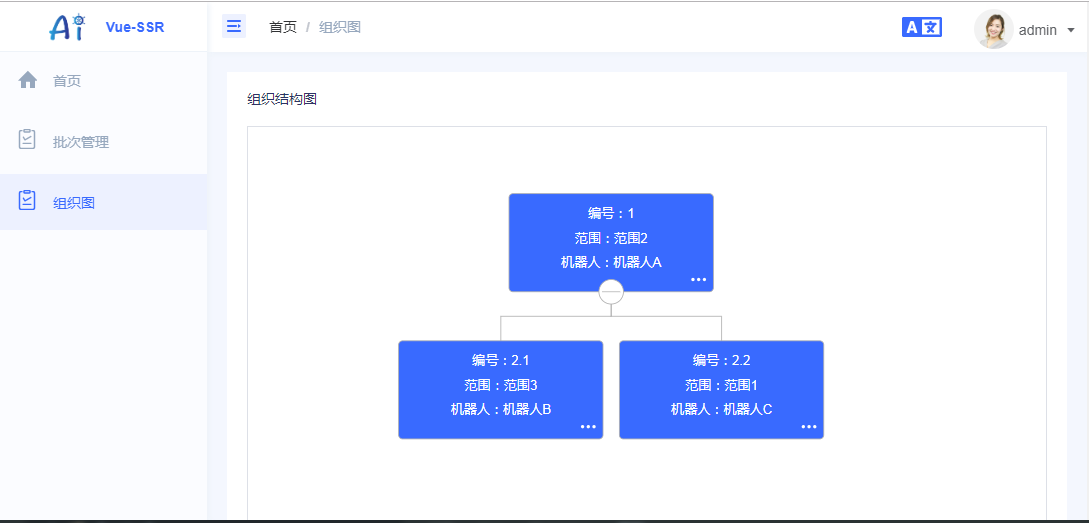 Ai Vue-SSR
首页 / 组织图
A 文
admin
首页
批次管理
组织图
组织结构图
编号：1
范围：范围2
机器人：机器人A
编号：2.1
范围：范围3
机器人：机器人B
编号：2.2
范围：范围1
机器人：机器人C